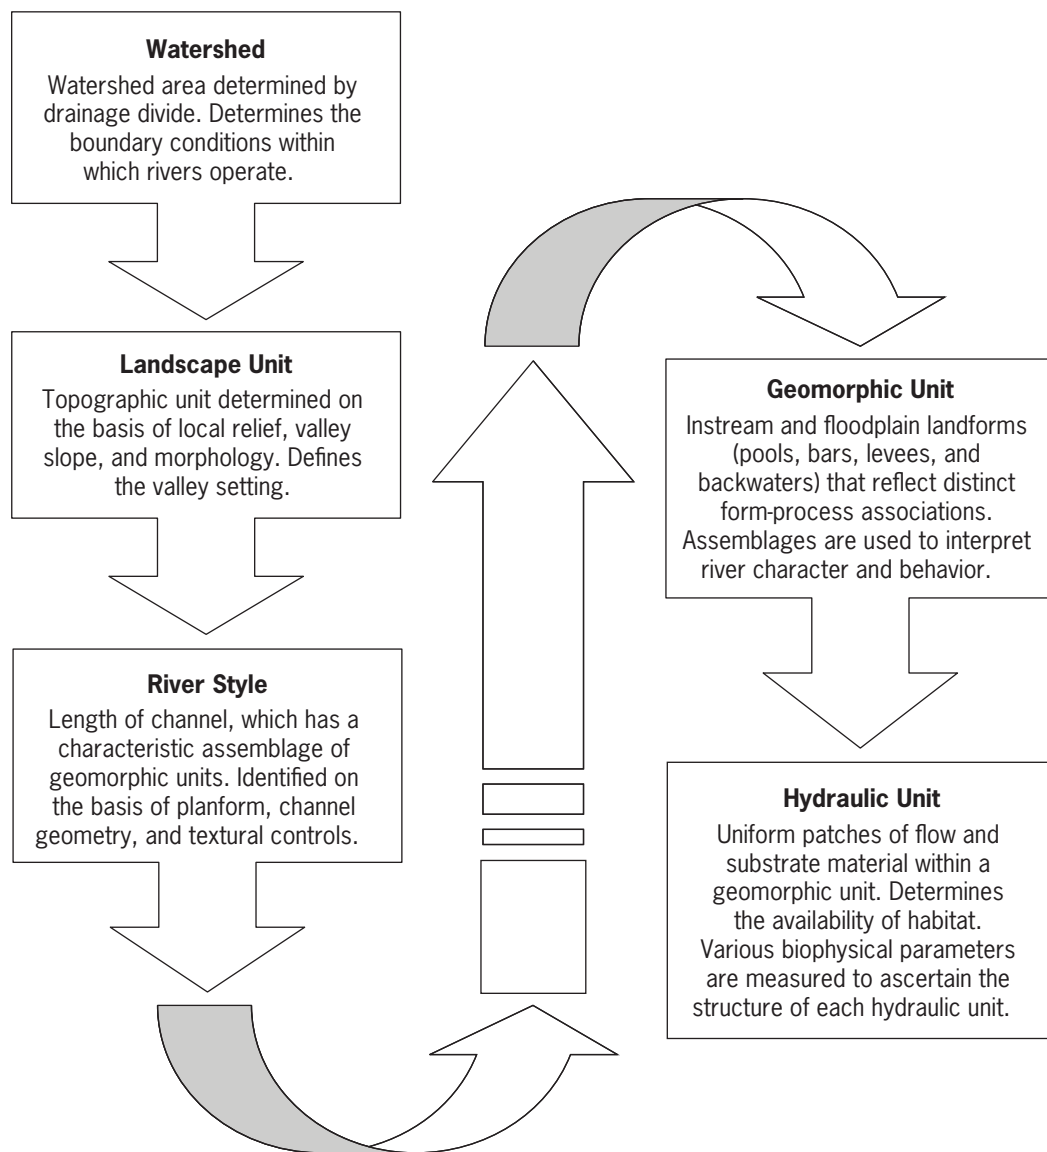 Watershed
Watershed area determined by
drainage divide. Determines the
boundary conditions within
which rivers operate.
Landscape Unit
Topographic unit determined on
the basis of local relief, valley
slope, and morphology. Defines
the valley setting.
River Style
Length of channel, which has a
characteristic assemblage of
geomorphic units. Identified on
the basis of planform, channel
geometry, and textural controls.
Geomorphic Unit
Instream and floodplain landforms
(pools, bars, levees, and
backwaters) that reflect distinct
form-process associations.
Assemblages are used to interpret
river character and behavior.
Hydraulic Unit
Uniform patches of flow and
substrate material within a
geomorphic unit. Determines
the availability of habitat.
Various biophysical parameters
are measured to ascertain the
structure of each hydraulic unit.